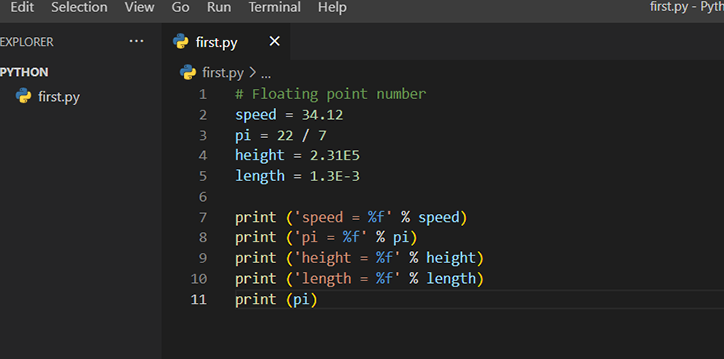 Edit Selection View Go Run Terminal Help first.py - Pyth
EXPLORER ... first.py ×
PYTHON first.py > ...
first.py
1 # Floating point number
2 speed = 34.12
3 pi = 22 / 7
4 height = 2.31E5
5 length = 1.3E-3
6
7 print ('speed = %f' % speed)
8 print ('pi = %f' % pi)
9 print ('height = %f' % height)
10 print ('length = %f' % length)
11 print (pi)